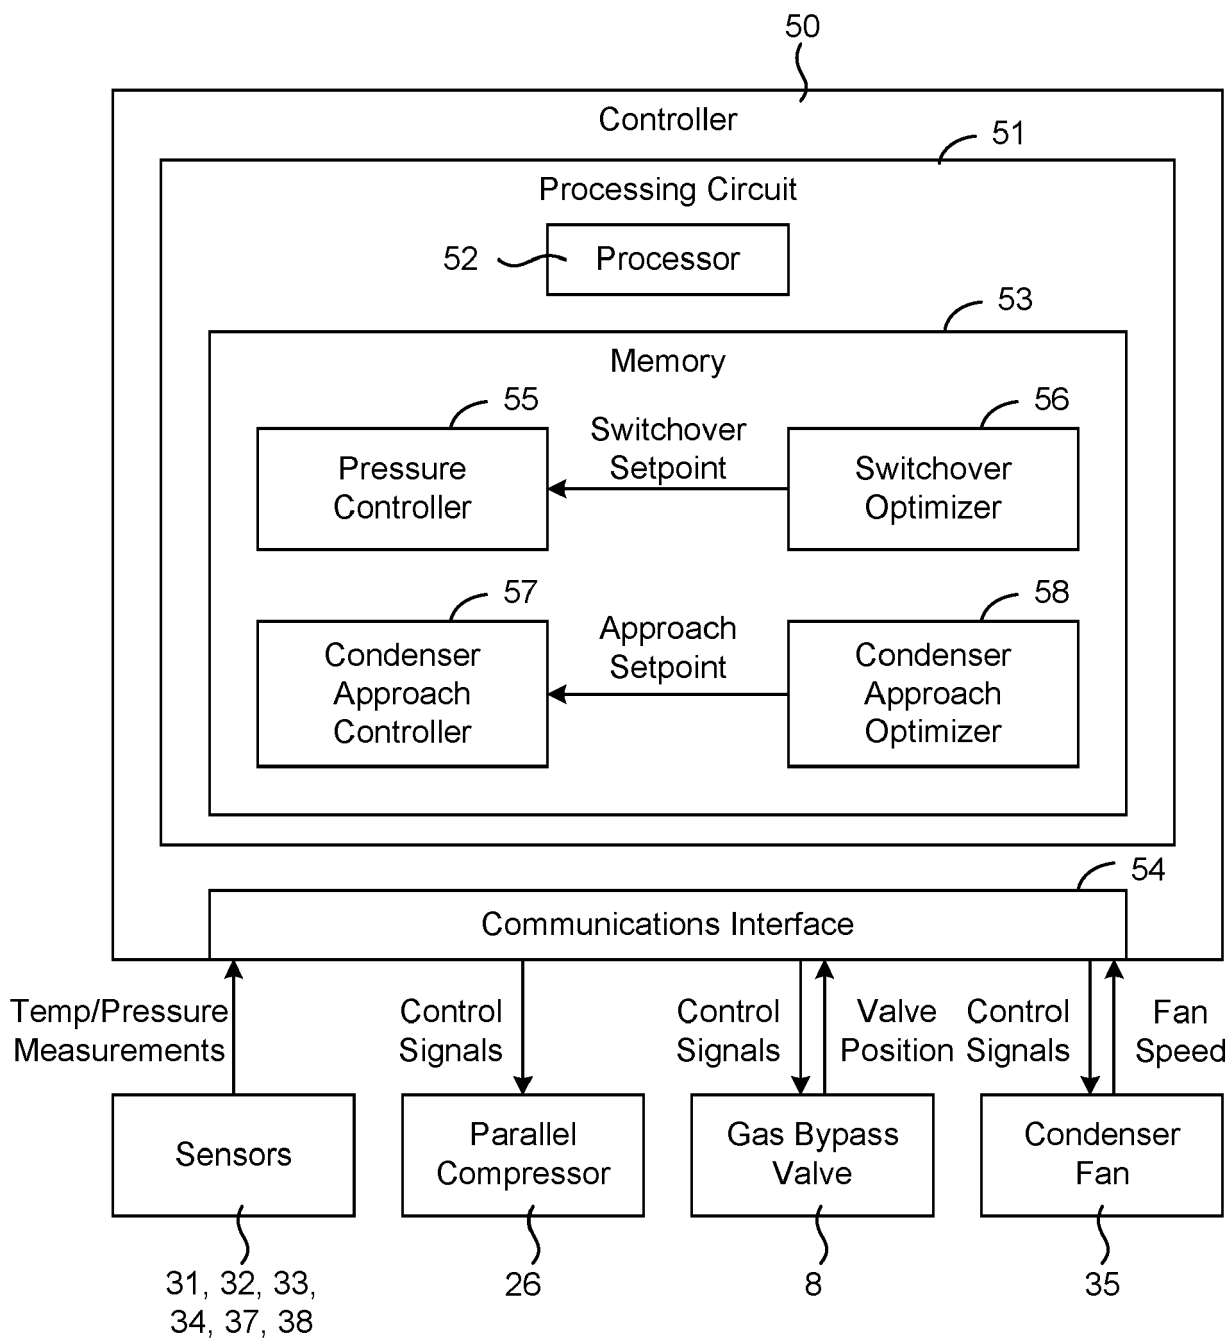 50
Controller
51
Processing Circuit
52
Processor
53
Memory
55
56
Switchover
Setpoint
Pressure
Controller
Switchover
Optimizer
57
58
Approach
Setpoint
Condenser
Approach
Controller
Condenser
Approach
Optimizer
54
Communications Interface
Temp/Pressure
Measurements
Control
Signals
Control
Signals
Valve
Position
Control
Signals
Fan
Speed
Sensors
Parallel
Compressor
Gas Bypass
Valve
Condenser
Fan
31, 32, 33,
34, 37, 38
26
8
35